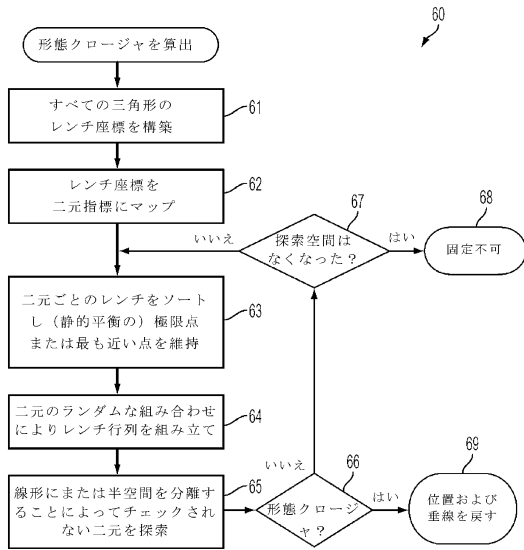 60
形態クロージャを算出
すべての三角形の
レンチ座標を構築
61
レンチ座標を
二元指標にマップ
62
二元ごとのレンチをソート
し（静的平衡の）極限点
または最も近い点を維持
63
二元のランダムな組み合わせ
によりレンチ行列を組み立て
64
線形にまたは半空間を分離す
ることによってチェックされ
ない二元を探索
65
形態クロージ
ャ？
66
いいえ
はい
探索空間は
なくなった？
67
いいえ
はい
固定不可
68
位置および
垂線を戻す
69